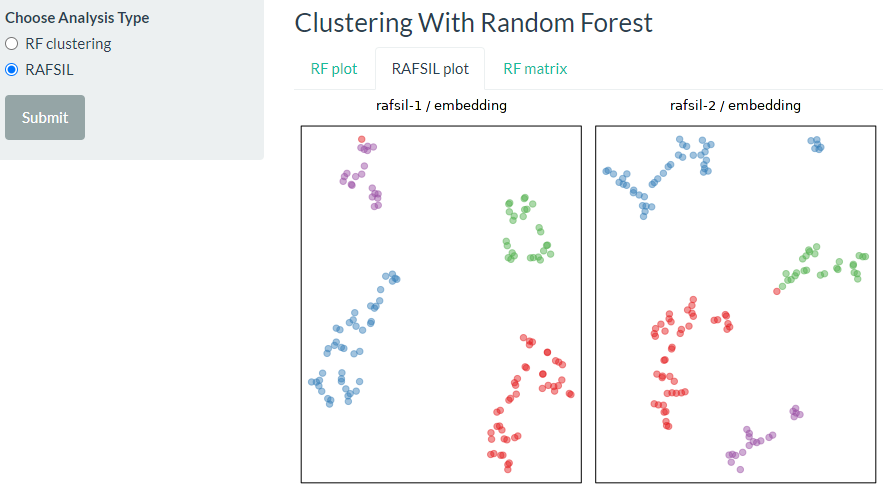 Choose Analysis Type
RF clustering
RAFSIL
Submit
Clustering With Random Forest
RF plot
RAFSIL plot
RF matrix
rafsil-1 / embedding
rafsil-2 / embedding